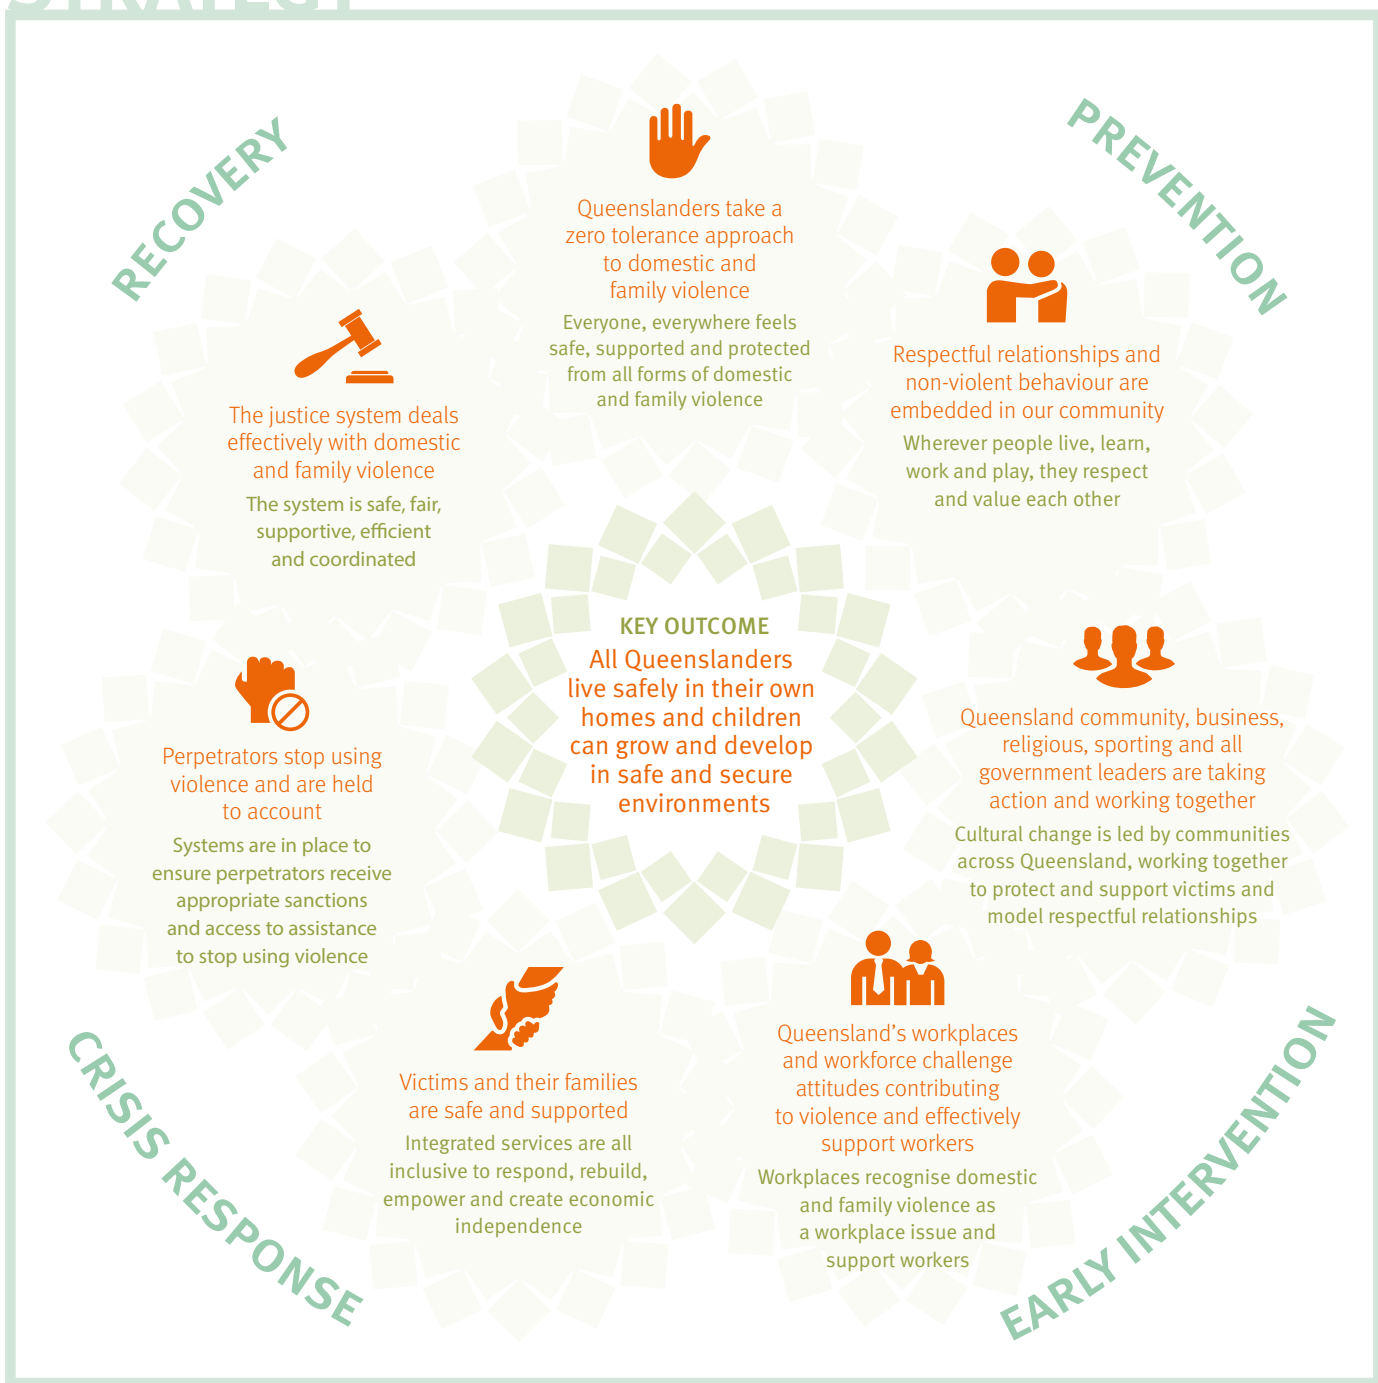 STRATEGY
RECOVERY
PREVENTION
Queenslanders take a
zero tolerance approach
to domestic and
family violence
Everyone, everywhere feels
safe, supported and protected
from all forms of domestic
and family violence
Respectful relationships and
non-violent behaviour are
embedded in our community
Wherever people live, learn,
work and play, they respect
and value each other
The justice system deals
effectively with domestic
and family violence
The system is safe, fair,
supportive, efficient
and coordinated
KEY OUTCOME
All Queenslanders
live safely in their own
homes and children
can grow and develop
in safe and secure
environments
Queensland community, business,
religious, sporting and all
government leaders are taking
action and working together
Cultural change is led by communities
across Queensland, working together
to protect and support victims and
model respectful relationships
Perpetrators stop using
violence and are held
to account
Systems are in place to
ensure perpetrators receive
appropriate sanctions
and access to assistance
to stop using violence
Queensland's workplaces
and workforce challenge
attitudes contributing
to violence and effectively
support workers
Workplaces recognise domestic
and family violence as
a workplace issue and
support workers
Victims and their families
are safe and supported
Integrated services are all
inclusive to respond, rebuild,
empower and create economic
independence
CRISIS RESPONSE
EARLY INTERVENTION